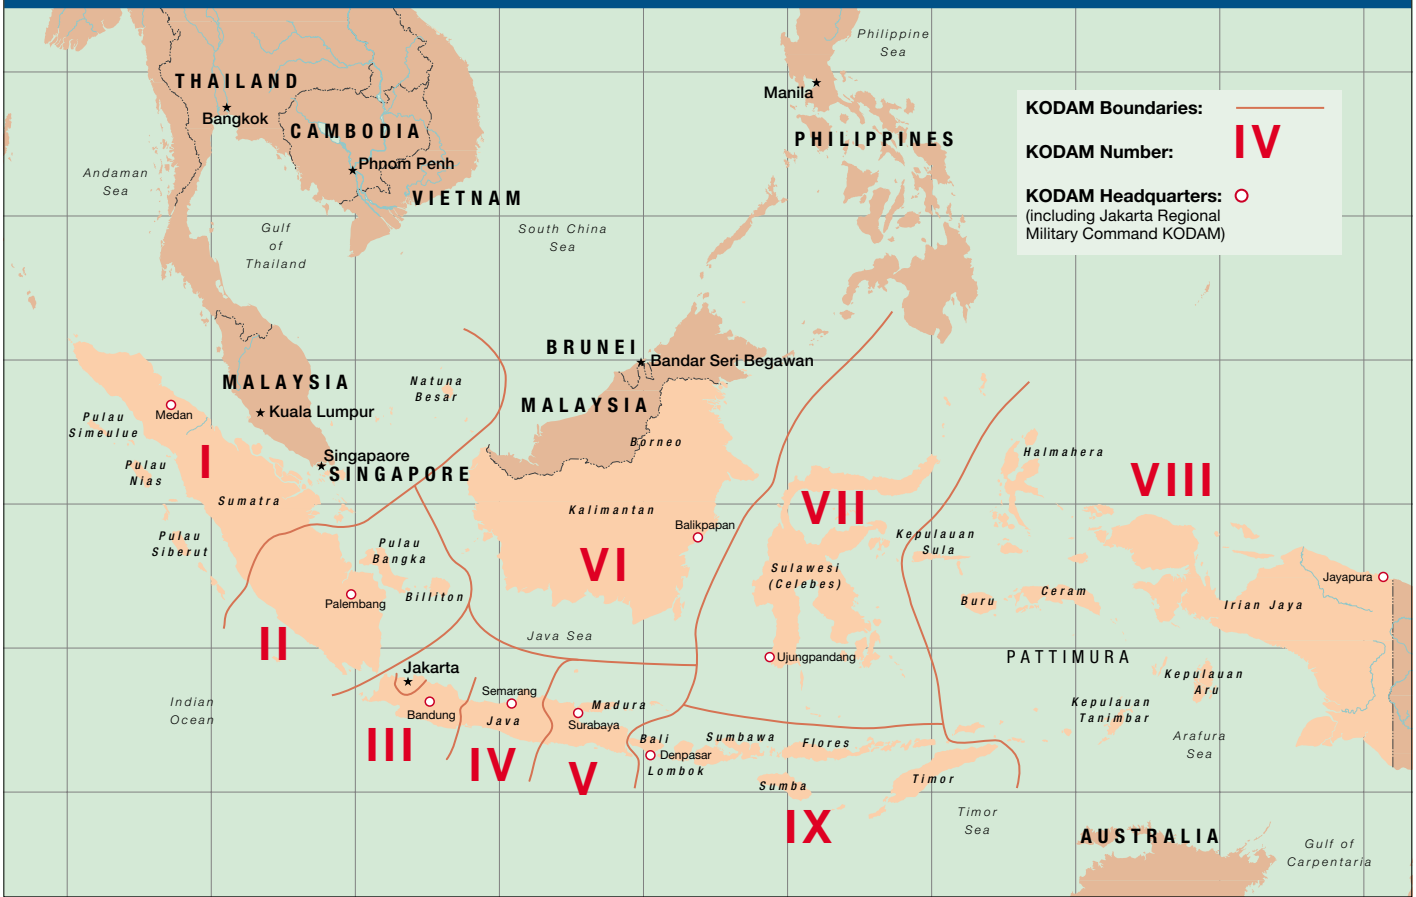 Philippine
Sea
THAILAND
Bangkok
CAMBODIA
Phnom Penh
VIETNAM
Andaman
Sea
Gulf
of
Thailand
South China
Sea
Manila
PHILIPPINES
KODAM Boundaries:
KODAM Number:
IV
KODAM Headquarters:
(including Jakarta Regional
Military Command KODAM)
BRUNEI
Bandar Seri Begawan
MALAYSIA
Kuala Lumpur
Natuna
Besar
MALAYSIA
Borneo
Medan
Pulau
Simeulue
I
Pulau
Nias
Singapaore
SINGAPORE
Sumatra
Halmahera
VIII
VII
Kalimantan
Balikpapan
Pulau
Siberut
Pulau
Bangka
VI
Kepulauan
Sula
Sulawesi
(Celebes)
Jayapura
Palembang
Billiton
Buru
Ceram
Irian Jaya
II
Java Sea
Ujungpandang
PATTIMURA
Jakarta
Kepulauan
Aru
Indian
Ocean
Bandung
Semarang
Java
Madura
Surabaya
Kepulauan
Tanimbar
III
IV
V
Bali
Denpasar
Lombok
Sumbawa
Flores
Arafura
Sea
Sumba
Timor
IX
Timor
Sea
AUSTRALIA
Gulf of
Carpentaria